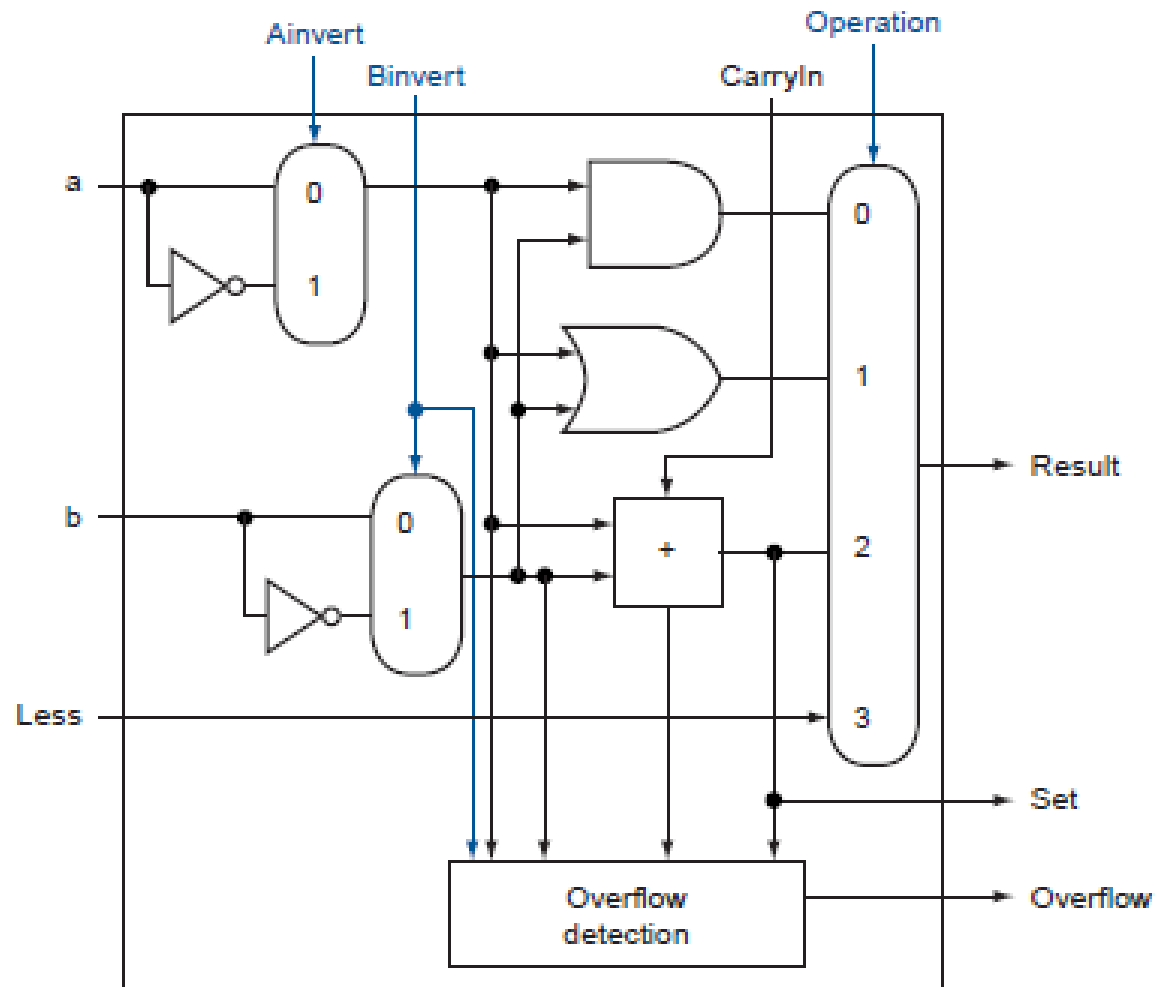 Operation
Ainvert
Binvert
CarryIn
a
0
1
0
1
b
0
1
+
2
Result
Less
3
Set
Overflow
detection
Overflow